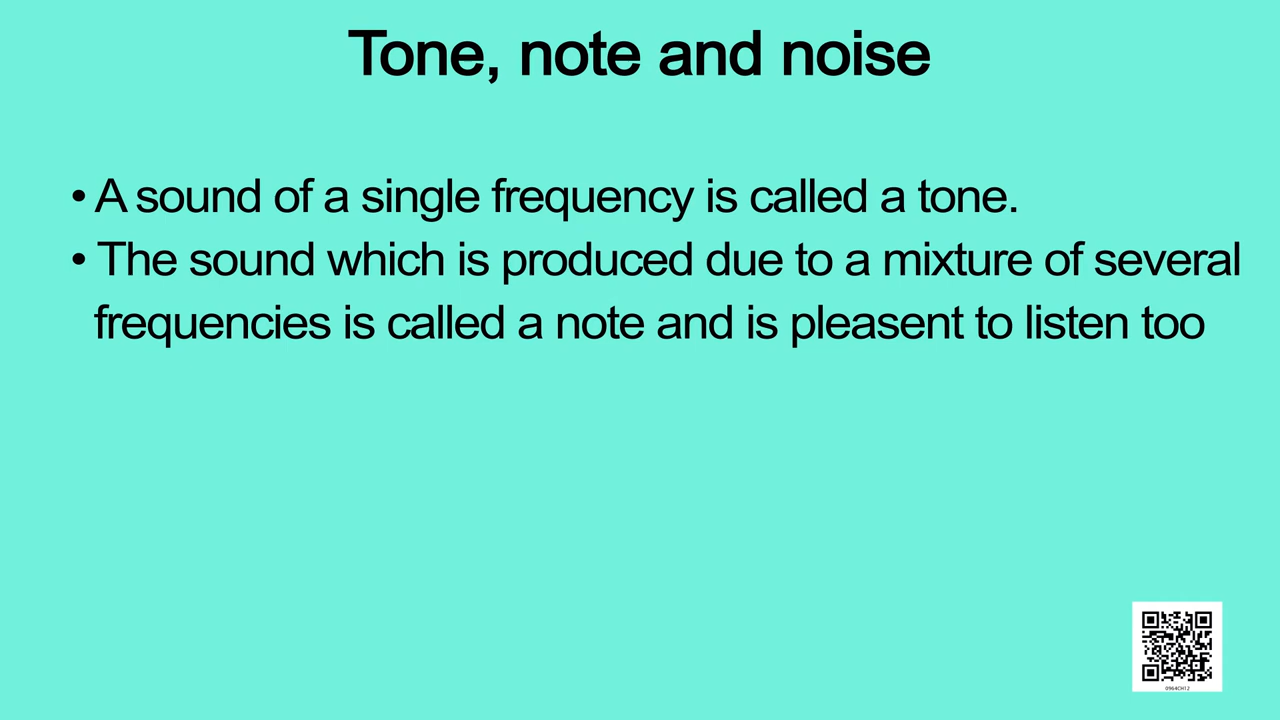 Tone, note and noise
• A sound of a single frequency is called a tone.
• The sound which is produced due to a mixture of several
frequencies is called a note and is pleasent to listen too
0964CH12